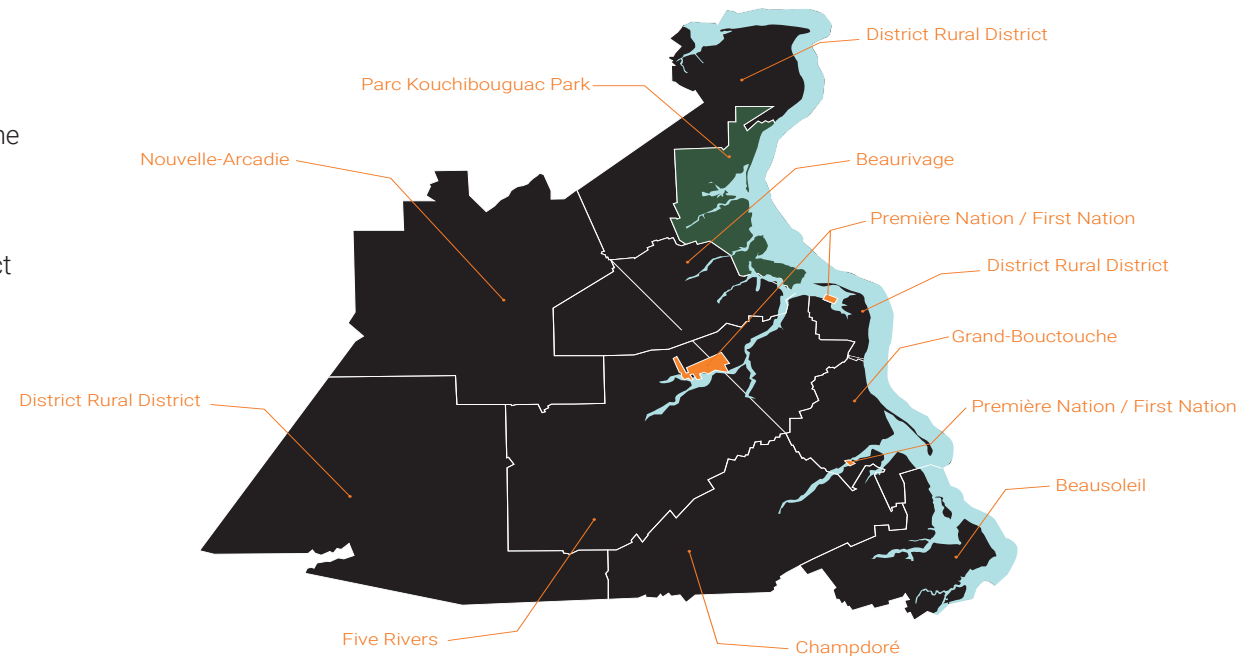 District Rural District
Parc Kouchibouguac Park
Nouvelle-Arcadie
Beaurivage
Première Nation / First Nation
District Rural District
Grand-Bouctouche
District Rural District
Première Nation / First Nation
Beausoleil
Five Rivers
Champdoré